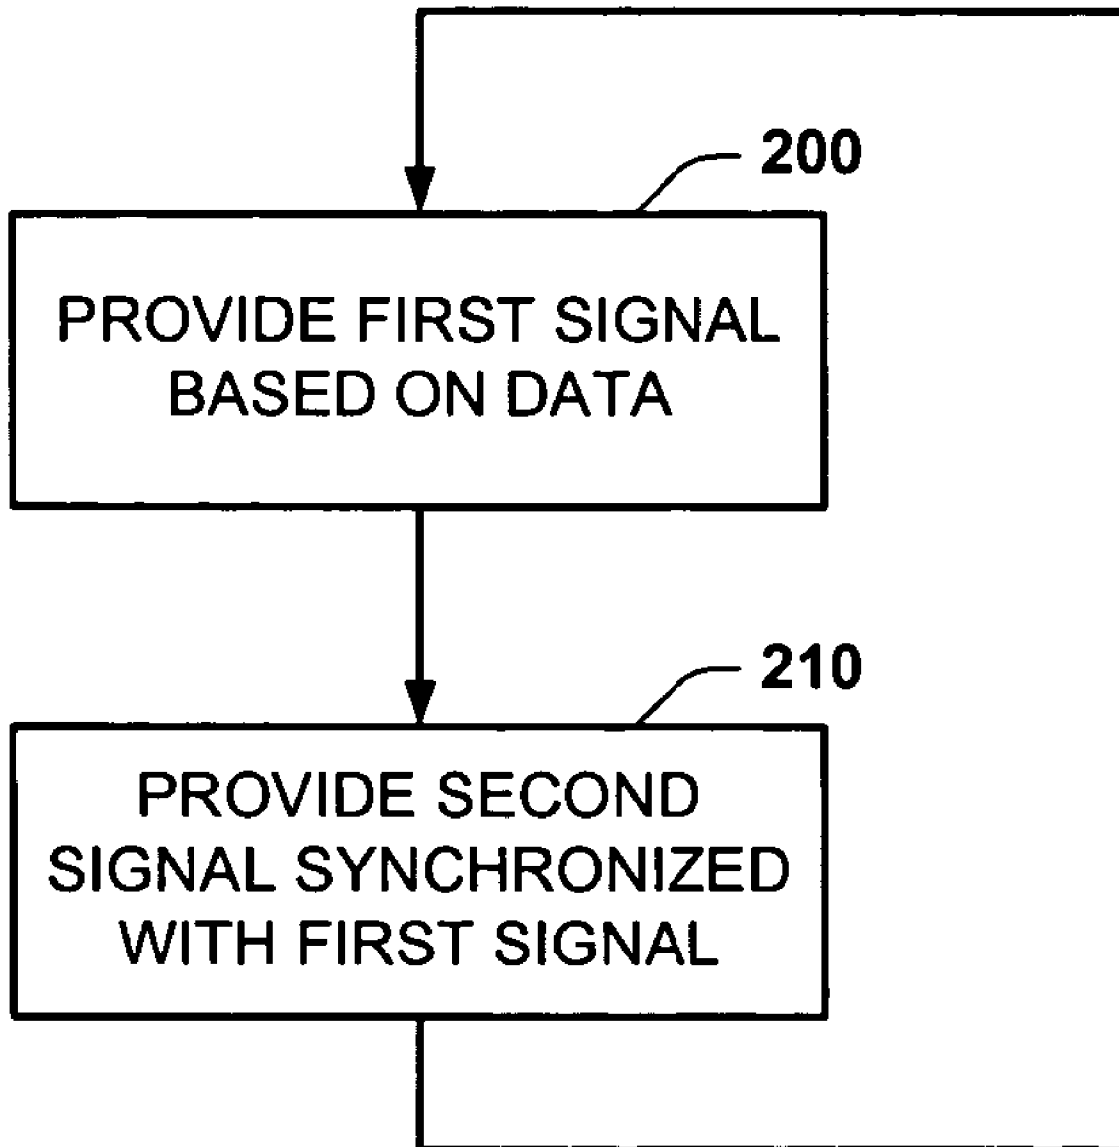 200
PROVIDE FIRST SIGNAL
BASED ON DATA
210
PROVIDE SECOND
SIGNAL SYNCHRONIZED
WITH FIRST SIGNAL